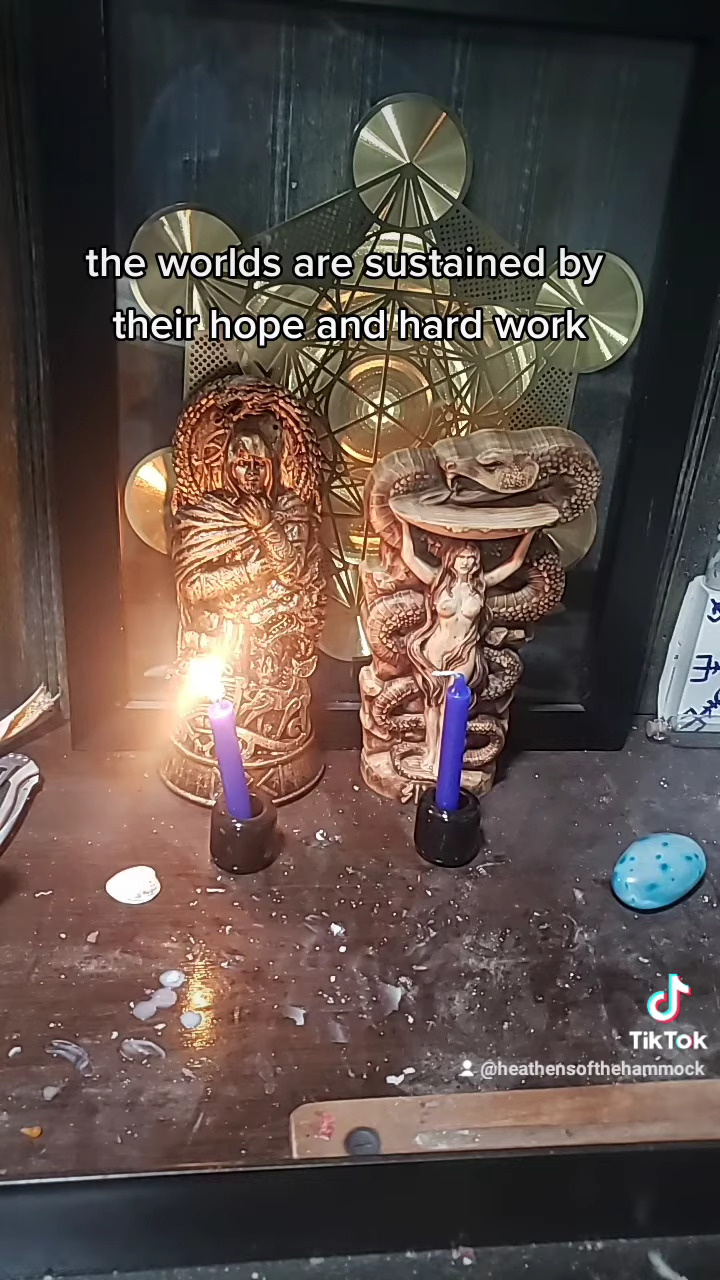 the worlds are sustained by
their hope and hard work
TikTok
@heathensofthehammock